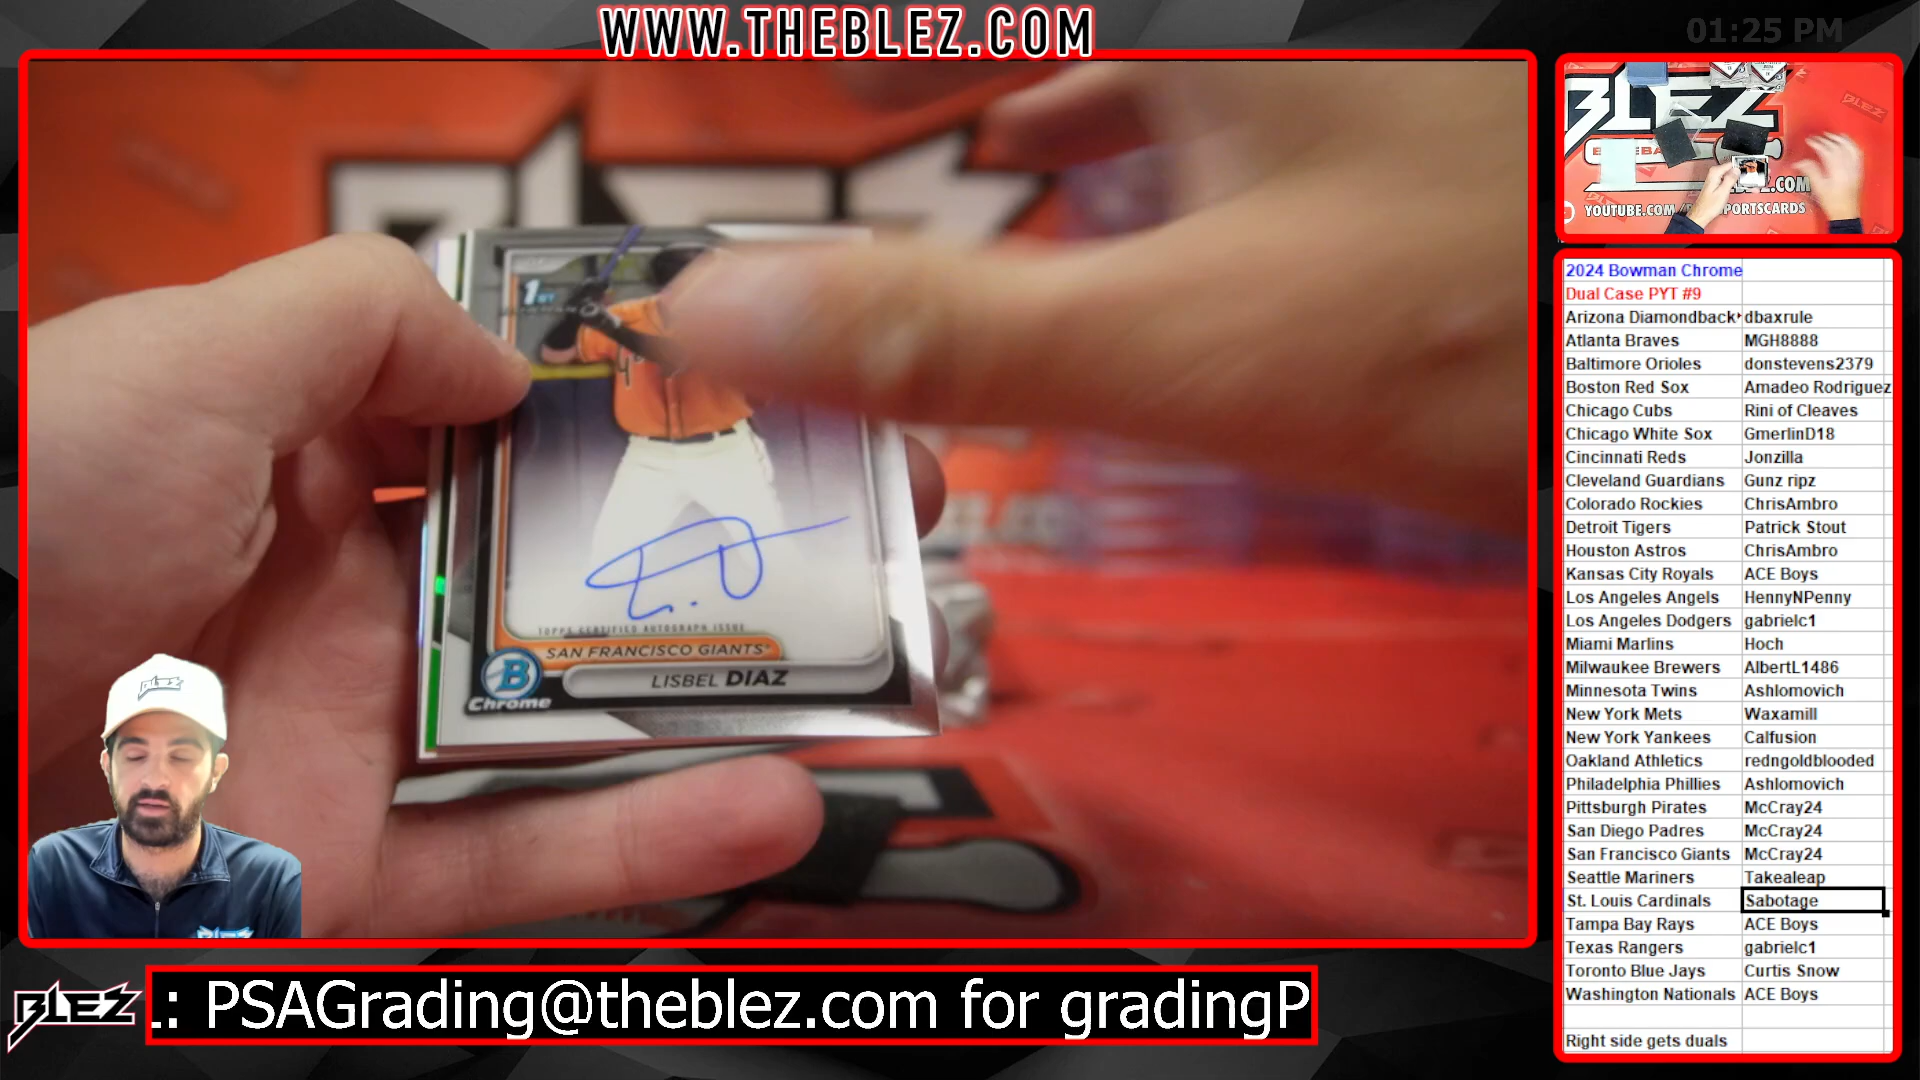 WWW.THEBLEZ.COM
01:25 PM
BLEZ
1ST
TOPPS CERTIFIED AUTOGRAPH ISSUE
SAN FRANCISCO GIANTS
B
LISBEL DIAZ
Chrome
BLEZ
YOUTUBE.COM/
PORTSCARDS
2024 Bowman Chrome
Dual Case PYT #9
Arizona Diamondback dbaxrule
Atlanta Braves MGH8888
Baltimore Orioles donstevens2379
Boston Red Sox Amadeo Rodriguez
Chicago Cubs Rini of Cleaves
Chicago White Sox GmerlinD18
Cincinnati Reds Jonzilla
Cleveland Guardians Gunz ripz
Colorado Rockies ChrisAmbro
Detroit Tigers Patrick Stout
Houston Astros ChrisAmbro
Kansas City Royals ACE Boys
Los Angeles Angels HennyNPenny
Los Angeles Dodgers gabrielc1
Miami Marlins Hoch
Milwaukee Brewers AlbertL1486
Minnesota Twins Ashlomovich
New York Mets Waxamill
New York Yankees Calfusion
Oakland Athletics redngoldblooded
Philadelphia Phillies Ashlomovich
Pittsburgh Pirates McCray24
San Diego Padres McCray24
San Francisco Giants McCray24
Seattle Mariners Takealeap
St. Louis Cardinals Sabotage
Tampa Bay Rays ACE Boys
Texas Rangers gabrielc1
Toronto Blue Jays Curtis Snow
Washington Nationals ACE Boys
Right side gets duals
BLEZ
: PSAGrading@theblez.com for gradingP